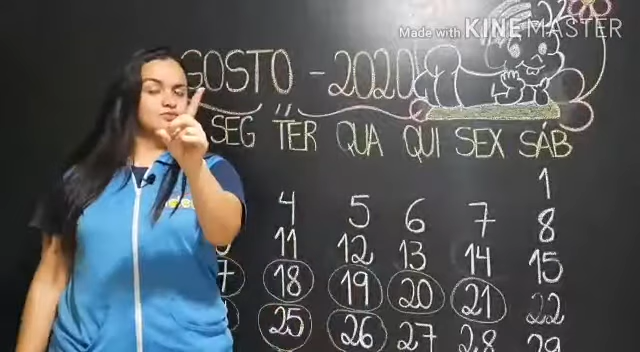 Made with KINEMASTER
GOSTO - 2020
SEG TER QUA QUI SEX SÁB
1
4 5 6 7 8
11 12 13 14 15
18 19 20 21 22
25 26 27 28 29